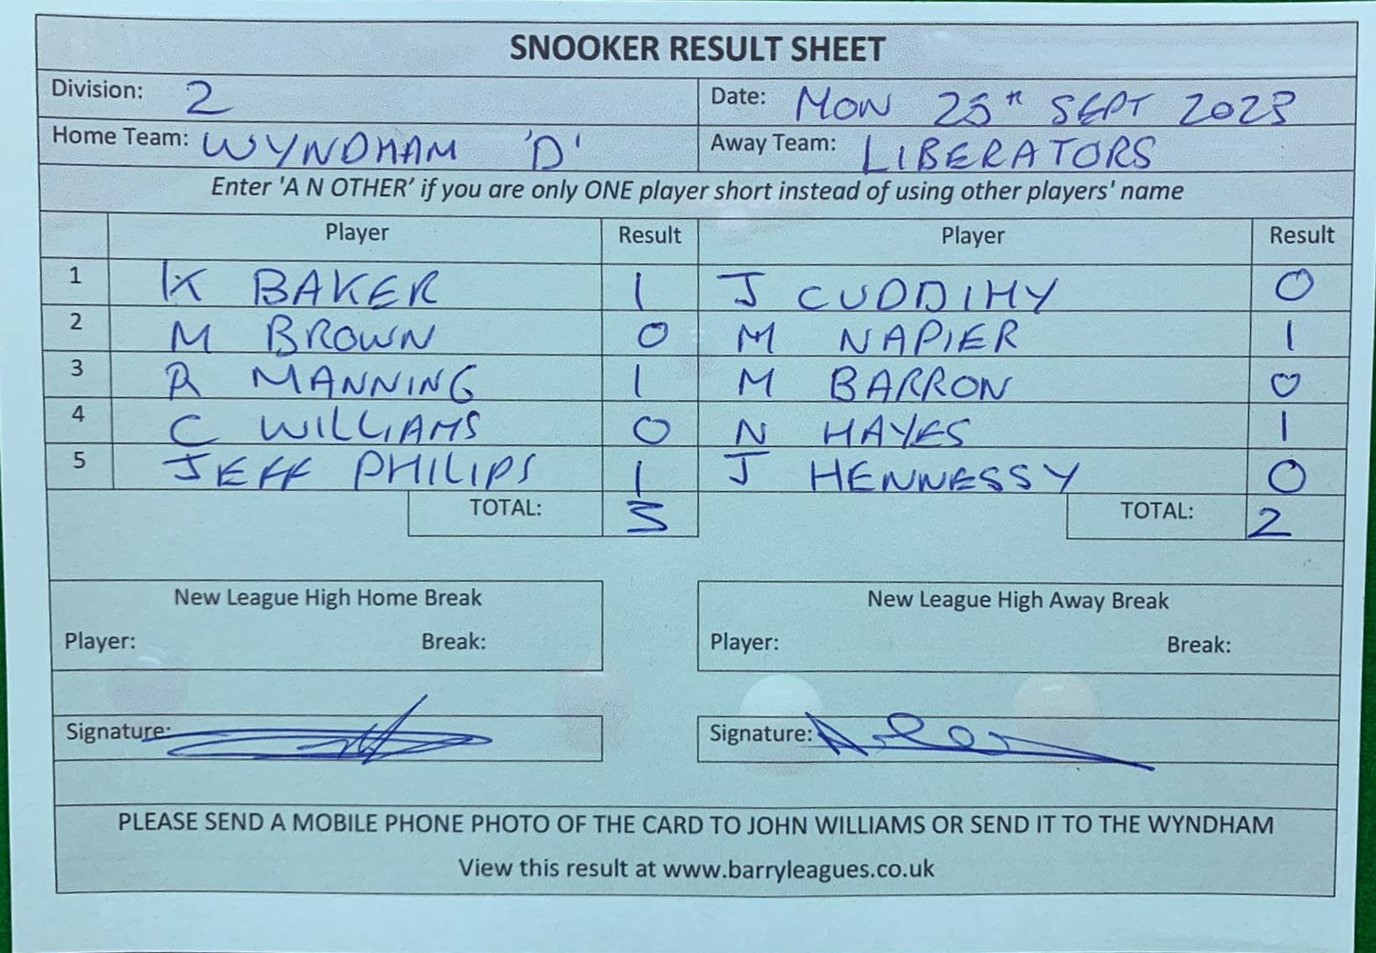 SNOOKER RESULT SHEET
Division: 2 Date: MON 25TH SEPT 2023
Home Team: WYNDHAM 'D' Away Team: LIBERATORS
Enter 'A N OTHER' if you are only ONE player short instead of using other players' name
Player Result Player Result
1 K BAKER 1 J CUDDIHY 0
2 M BROWN 0 M NAPIER 1
3 R MANNING 1 M BARRON 0
4 C WILLIAMS 0 N HAYES 1
5 JEFF PHILIPS 1 J HENNESSY 0
TOTAL: 3 TOTAL: 2
New League High Home Break New League High Away Break
Player: Break: Player: Break:
Signature: Signature:
PLEASE SEND A MOBILE PHONE PHOTO OF THE CARD TO JOHN WILLIAMS OR SEND IT TO THE WYNDHAM
View this result at www.barryleagues.co.uk